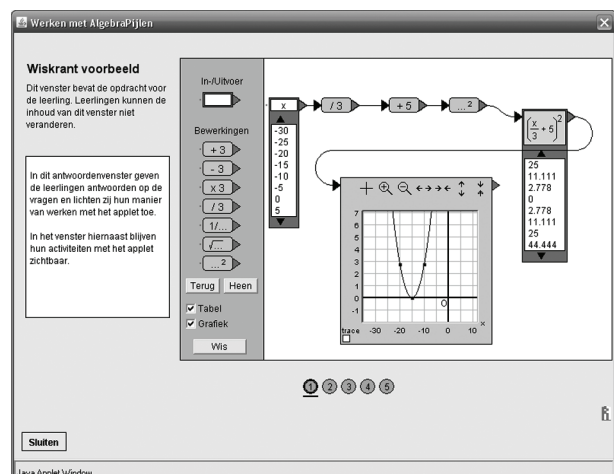 Werken met AlgebraPijlen
Wiskrant voorbeeld
Dit venster bevat de opdracht voor
de leerling. Leerlingen kunnen de
inhoud van dit venster niet
veranderen.
In dit antwoordenvenster geven
de leerlingen antwoorden op de
vragen en lichten zij hun manier
van werken met het applet toe.
In het venster hiernaast blijven
hun activiteiten met het applet
zichtbaar.
Sluiten
Java Applet Window
In-/Uitvoer
Bewerkingen
+ 3
- 3
x 3
/ 3
1/...
√...
...²
Terug Heen
Tabel
Grafiek
Wis
x
-30
-25
-20
-15
-10
-5
0
5
/ 3
+ 5
...²
(x/3 + 5)²
25
11.111
2.778
0
2.778
11.111
25
44.444
7
6
5
4
3
2
1
0
-1
O
trace -30 -20 -10 0 10 x
1 2 3 4 5